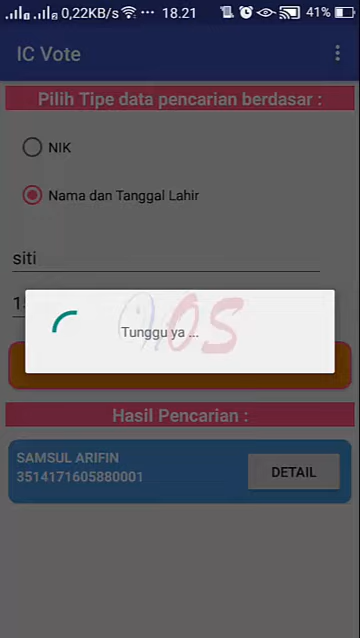 0,22KB/s ... 18.21 41%
IC Vote
Pilih Tipe data pencarian berdasar :
NIK
Nama dan Tanggal Lahir
siti
Tunggu ya ...
Hasil Pencarian :
SAMSUL ARIFIN
3514171605880001
DETAIL